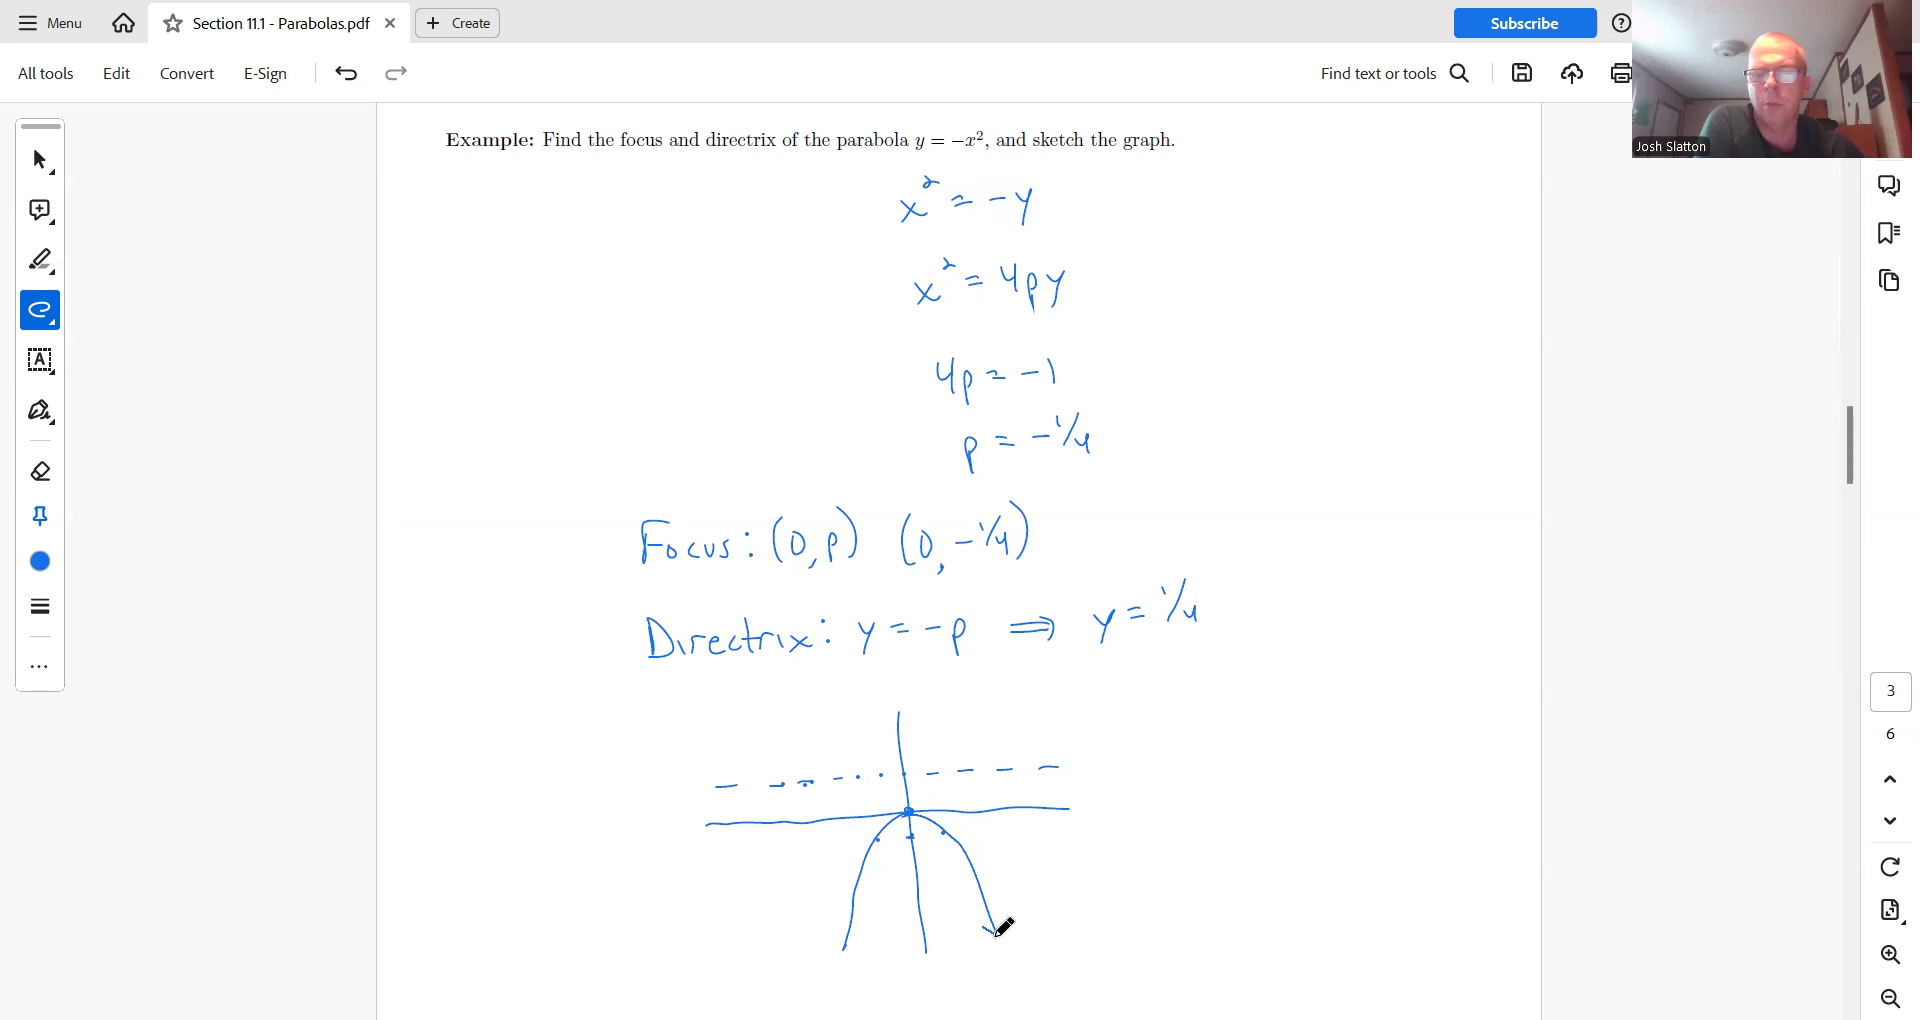 Menu
Section 11.1 - Parabolas.pdf
Create
Subscribe
All tools Edit Convert E-Sign
Find text or tools
Josh Slatton
Example: Find the focus and directrix of the parabola y = −x², and sketch the graph.
x² = -y
x² = 4py
4p = -1
p = -1/4
Focus: (0,p) (0, -1/4)
Directrix: y = -p ⟹ y = 1/4
3
6